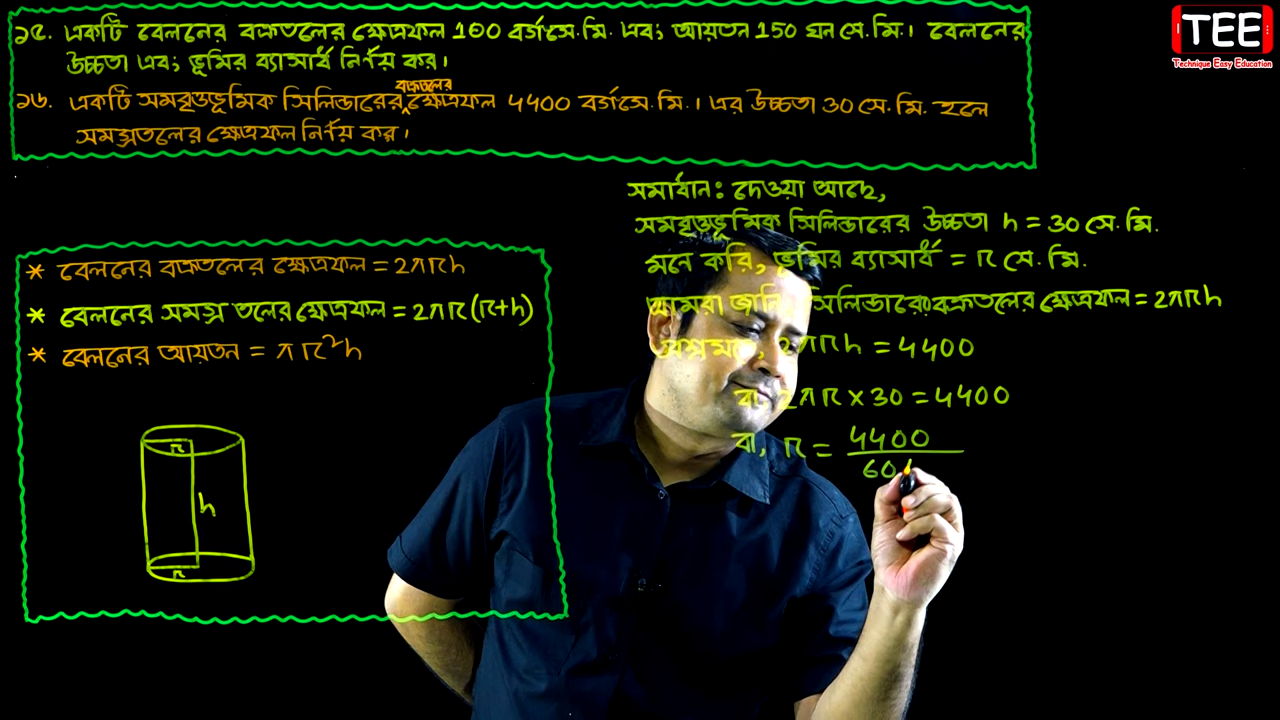 ১৫. একটি বেলনের বক্রতলের ক্ষেত্রফল 100 বর্গসে.মি. এবং আয়তন 150 ঘন সে.মি.। বেলনের
উচ্চতা এবং ভূমির ব্যাসার্ধ নির্ণয় কর।
১৬. একটি সমবৃত্তভূমিক সিলিন্ডারের বক্রতলের ক্ষেত্রফল 4400 বর্গসে.মি.। এর উচ্চতা 30 সে.মি. হলে
সমগ্রতলের ক্ষেত্রফল নির্ণয় কর।
TEE
Technique Easy Education
* বেলনের বক্রতলের ক্ষেত্রফল = 2πrh
* বেলনের সমগ্র তলের ক্ষেত্রফল = 2πr(r+h)
* বেলনের আয়তন = πr²h
r
h
r
সমাধান: দেওয়া আছে,
সমবৃত্তভূমিক সিলিন্ডারের উচ্চতা h = 30 সে.মি.
মনে করি, ভূমির ব্যাসার্ধ = r সে.মি.
আমরা জানি, সিলিন্ডারের বক্রতলের ক্ষেত্রফল = 2πrh
প্রশ্নমতে, 2πrh = 4400
বা, 2πr × 30 = 4400
বা, r = 4400
60